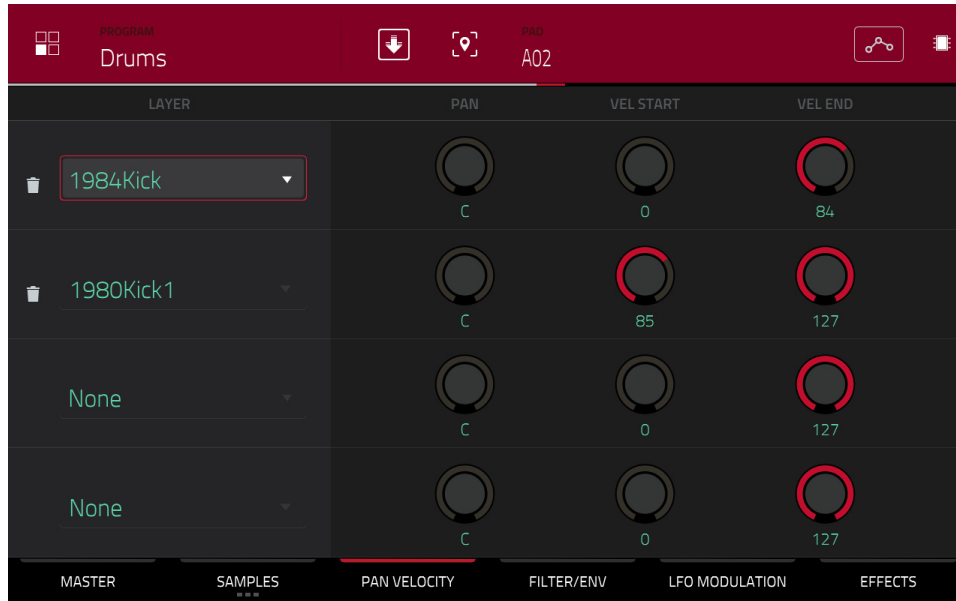 PROGRAM
Drums
PAD
A02
LAYER PAN VEL START VEL END
1984Kick
C 0 84
1980Kick1
C 85 127
None
C 0 127
None
C 0 127
MASTER SAMPLES PAN VELOCITY FILTER/ENV LFO MODULATION EFFECTS